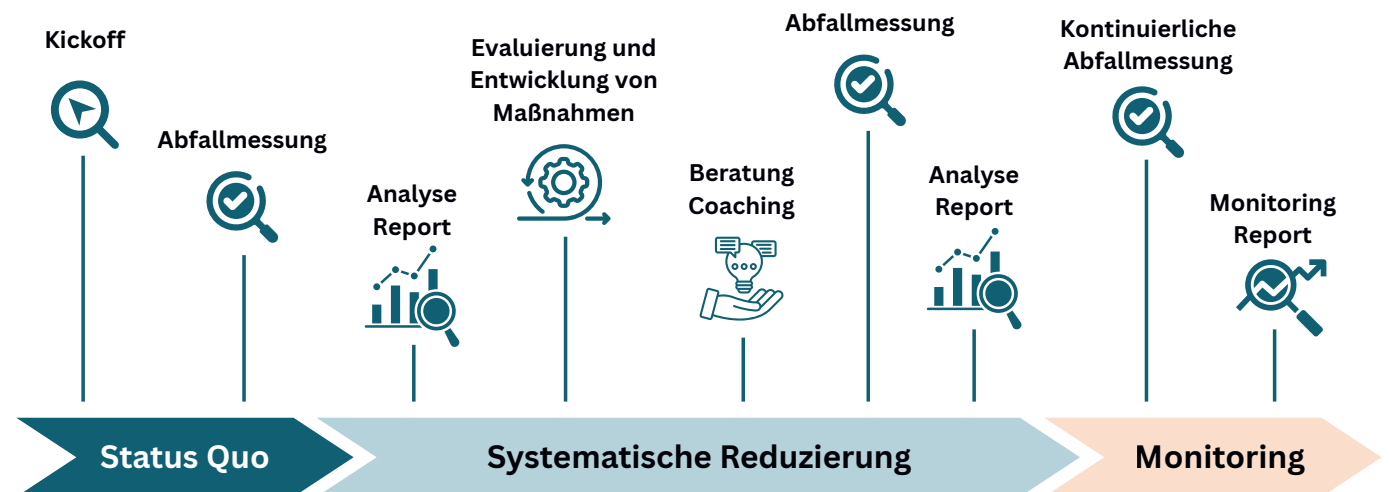 Kickoff
Abfallmessung
Analyse
Report
Evaluierung und
Entwicklung von
Maßnahmen
Beratung
Coaching
Abfallmessung
Analyse
Report
Kontinuierliche
Abfallmessung
Monitoring
Report
Status Quo
Systematische Reduzierung
Monitoring